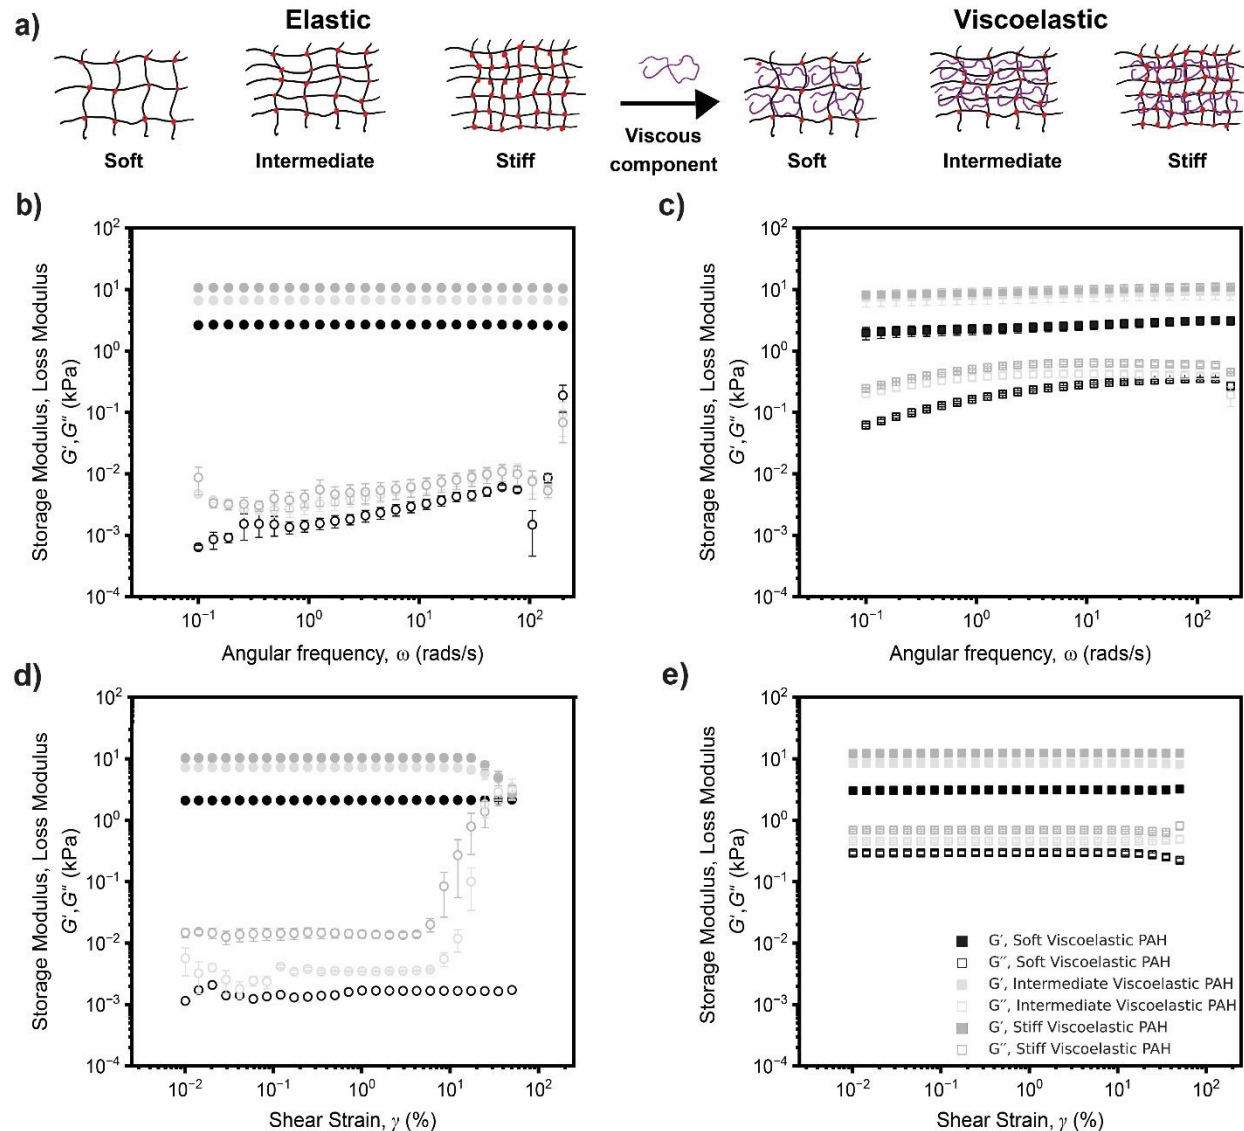 a)
Elastic
Viscoelastic
Soft
Intermediate
Stiff
Viscous
component
Soft
Intermediate
Stiff
b)
Storage Modulus, Loss Modulus
G′, G″ (kPa)
10²
10¹
10⁰
10⁻¹
10⁻²
10⁻³
10⁻⁴
10⁻¹
10⁰
10¹
10²
Angular frequency, ω (rads/s)
c)
Storage Modulus, Loss Modulus
G′, G″ (kPa)
10²
10¹
10⁰
10⁻¹
10⁻²
10⁻³
10⁻⁴
10⁻¹
10⁰
10¹
10²
Angular frequency, ω (rads/s)
d)
Storage Modulus, Loss Modulus
G′, G″ (kPa)
10²
10¹
10⁰
10⁻¹
10⁻²
10⁻³
10⁻⁴
10⁻²
10⁻¹
10⁰
10¹
10²
Shear Strain, γ (%)
e)
Storage Modulus, Loss Modulus
G′, G″ (kPa)
10²
10¹
10⁰
10⁻¹
10⁻²
10⁻³
10⁻⁴
G′, Soft Viscoelastic PAH
G″, Soft Viscoelastic PAH
G′, Intermediate Viscoelastic PAH
G″, Intermediate Viscoelastic PAH
G′, Stiff Viscoelastic PAH
G″, Stiff Viscoelastic PAH
10⁻²
10⁻¹
10⁰
10¹
10²
Shear Strain, γ (%)